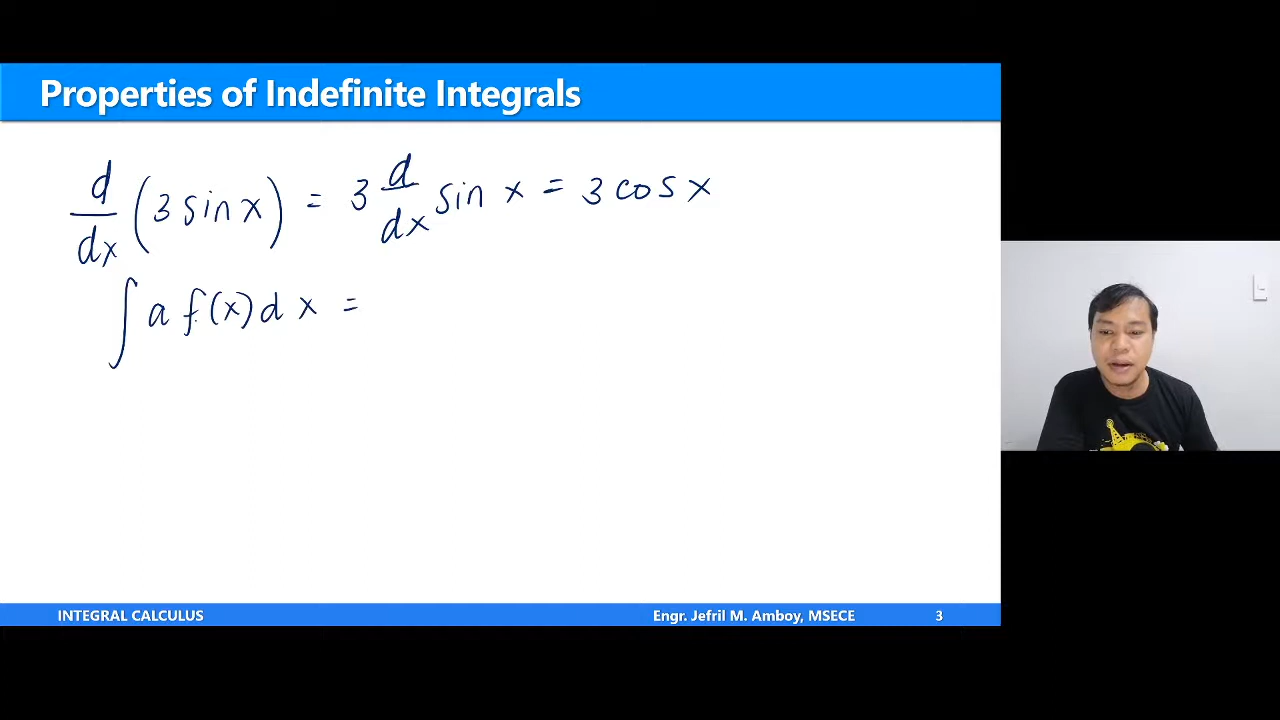 Properties of Indefinite Integrals
d/dx (3 sin x) = 3 d/dx sin x = 3 cos x
∫ a f(x) d x =
INTEGRAL CALCULUS
Engr. Jefril M. Amboy, MSECE
3